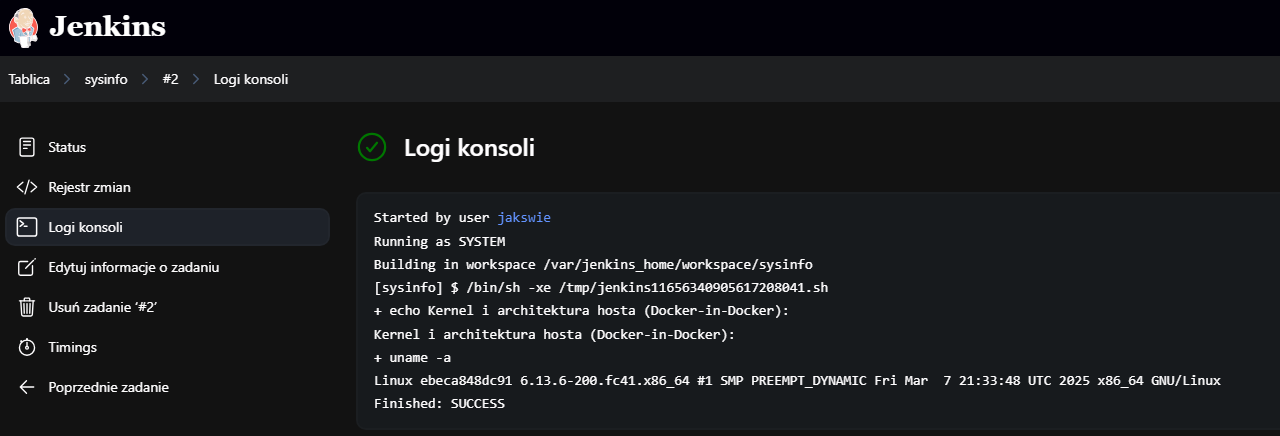 Jenkins
Tablica > sysinfo > #2 > Logi konsoli
Status
Rejestr zmian
Logi konsoli
Edytuj informacje o zadaniu
Usuń zadanie ‘#2’
Timings
Poprzednie zadanie
Logi konsoli
Started by user jakswie
Running as SYSTEM
Building in workspace /var/jenkins_home/workspace/sysinfo
[sysinfo] $ /bin/sh -xe /tmp/jenkins11656340905617208041.sh
+ echo Kernel i architektura hosta (Docker-in-Docker):
Kernel i architektura hosta (Docker-in-Docker):
+ uname -a
Linux ebeca848dc91 6.13.6-200.fc41.x86_64 #1 SMP PREEMPT_DYNAMIC Fri Mar  7 21:33:48 UTC 2025 x86_64 GNU/Linux
Finished: SUCCESS